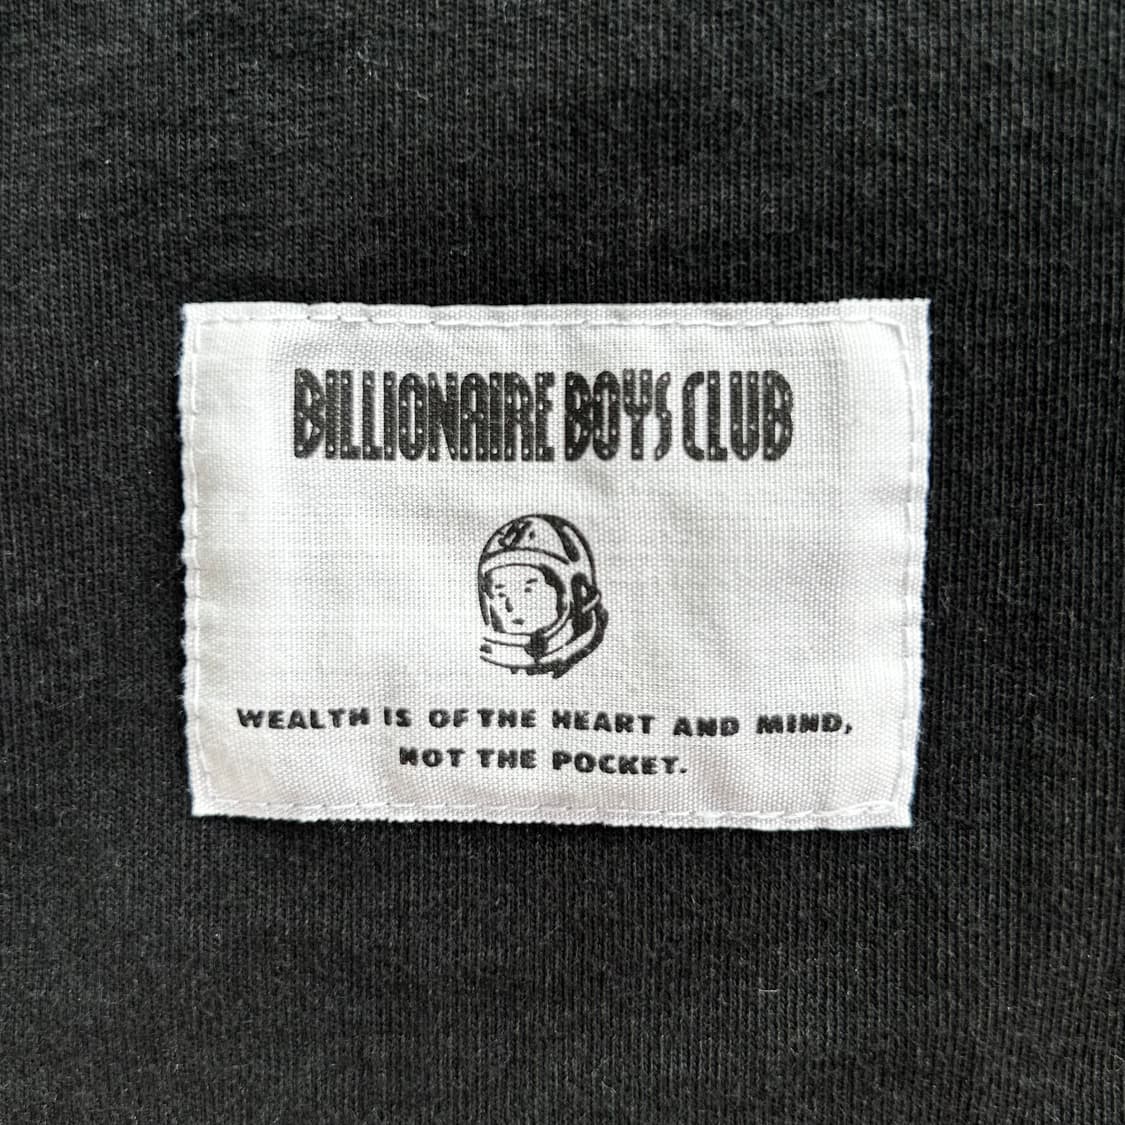 BILLIONAIRE BOYS CLUB
WEALTH IS OF THE HEART AND MIND,
NOT THE POCKET.